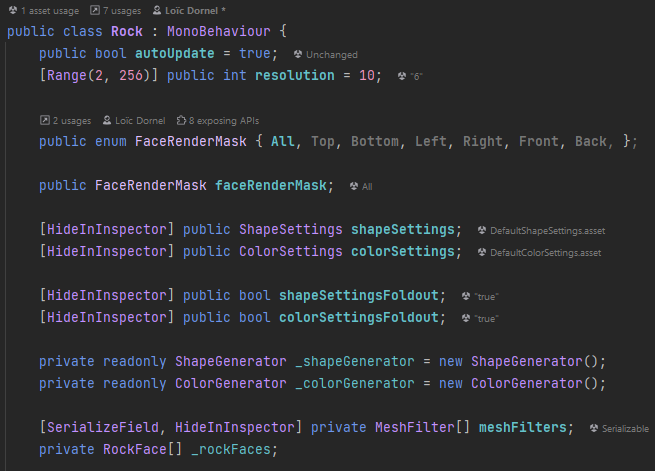 1 asset usage 7 usages Loïc Dornel *
public class Rock : MonoBehaviour {
public bool autoUpdate = true; Unchanged
[Range(2, 256)] public int resolution = 10; "6"
2 usages Loïc Dornel 8 exposing APIs
public enum FaceRenderMask { All, Top, Bottom, Left, Right, Front, Back, };
public FaceRenderMask faceRenderMask; All
[HideInInspector] public ShapeSettings shapeSettings; DefaultShapeSettings.asset
[HideInInspector] public ColorSettings colorSettings; DefaultColorSettings.asset
[HideInInspector] public bool shapeSettingsFoldout; "true"
[HideInInspector] public bool colorSettingsFoldout; "true"
private readonly ShapeGenerator _shapeGenerator = new ShapeGenerator();
private readonly ColorGenerator _colorGenerator = new ColorGenerator();
[SerializeField, HideInInspector] private MeshFilter[] meshFilters; Serializable
private RockFace[] _rockFaces;